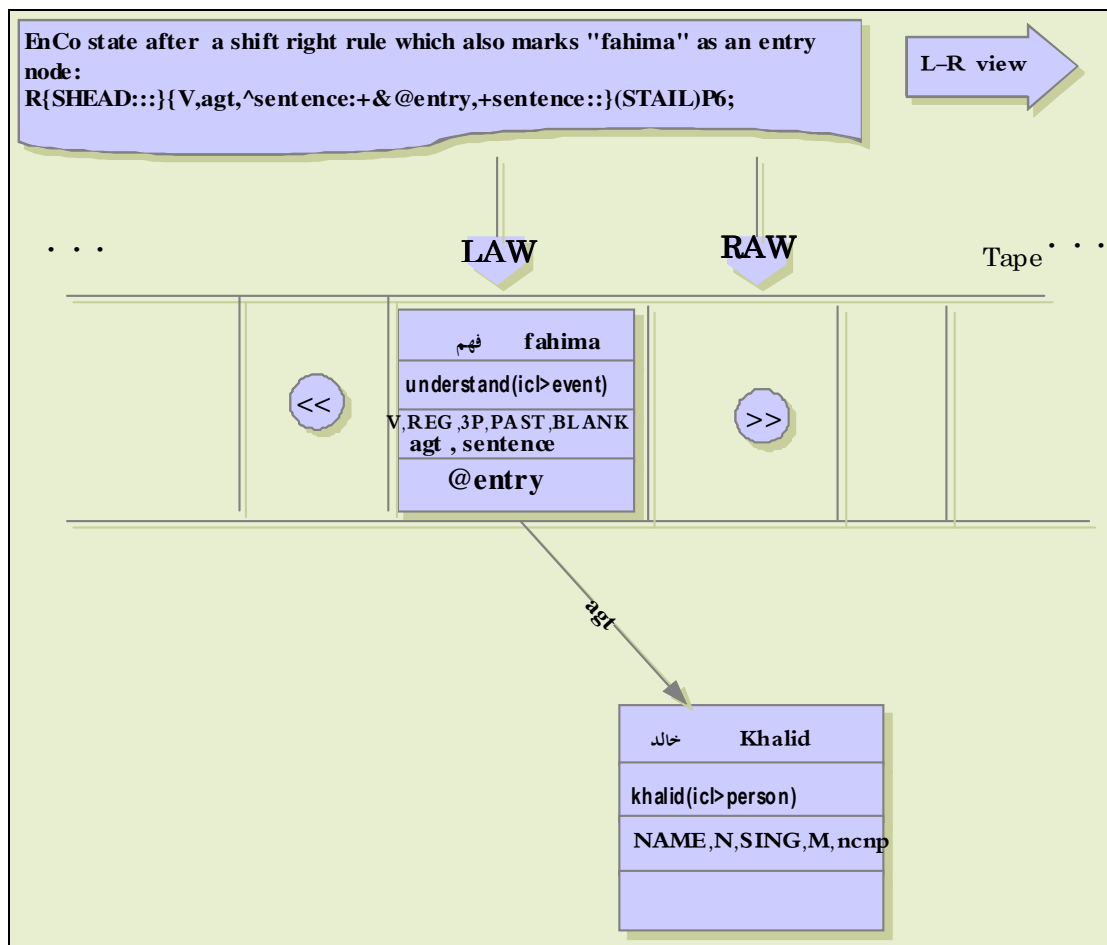 EnCo state after a shift right rule which also marks "fahima" as an entry
node:
R{SHEAD:::}{V,agt,^sentence:+&@entry,+sentence::}(STAIL)P6;
L–R view
. . .
LAW
RAW
Tape . . .
فهم fahima
understand(icl>event)
<<
>>
V,REG,3P,PAST,BLANK
agt , sentence
@entry
agt
خالد Khalid
khalid(icl>person)
NAME,N,SING,M,ncnp